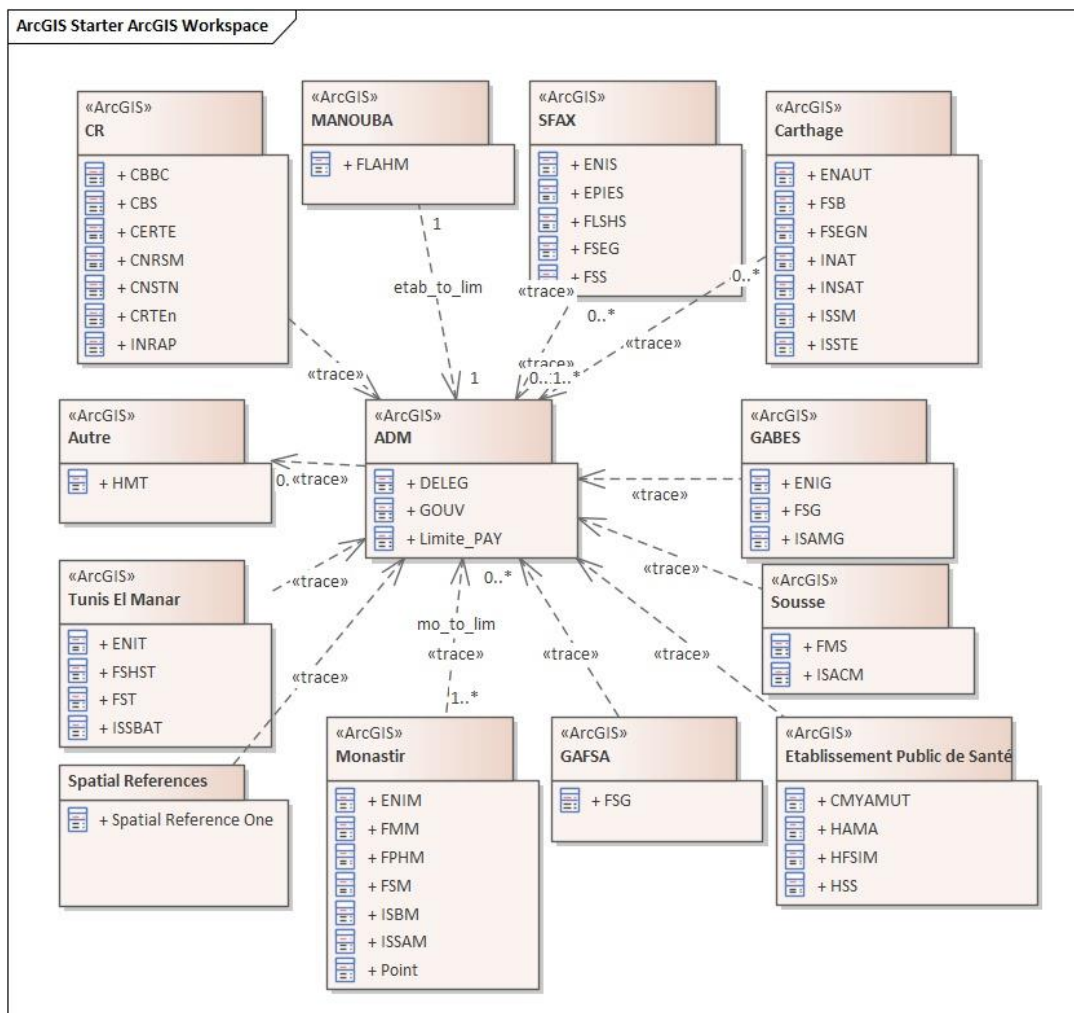 ArcGIS Starter ArcGIS Workspace
«ArcGIS»
CR
+ CBBC
+ CBS
+ CERTE
+ CNRSM
+ CNSTN
+ CRTEn
+ INRAP
«ArcGIS»
MANOUBA
+ FLAHM
«ArcGIS»
SFAX
+ ENIS
+ EPIES
+ FLSHS
+ FSEG
+ FSS
«ArcGIS»
Carthage
+ ENAUT
+ FSB
+ FSEGN
+ INAT
+ INSAT
+ ISSM
+ ISSTE
1
etab_to_lim
1
«trace»
«trace»
0..*
«trace»
0..*
«trace»
0..
1..*
«ArcGIS»
Autre
+ HMT
0.
«trace»
«ArcGIS»
ADM
+ DELEG
+ GOUV
+ Limite_PAY
«ArcGIS»
GABES
+ ENIG
+ FSG
+ ISAMG
«trace»
«ArcGIS»
Tunis El Manar
+ ENIT
+ FSHST
+ FST
+ ISSBAT
«trace»
«trace»
0..*
mo_to_lim
«trace»
1..*
«trace»
«trace»
«trace»
«ArcGIS»
Sousse
+ FMS
+ ISACM
Spatial References
+ Spatial Reference One
«ArcGIS»
Monastir
+ ENIM
+ FMM
+ FPHM
+ FSM
+ ISBM
+ ISSAM
+ Point
«ArcGIS»
GAFSA
+ FSG
«ArcGIS»
Etablissement Public de Santé
+ CMYAMUT
+ HAMA
+ HFSIM
+ HSS